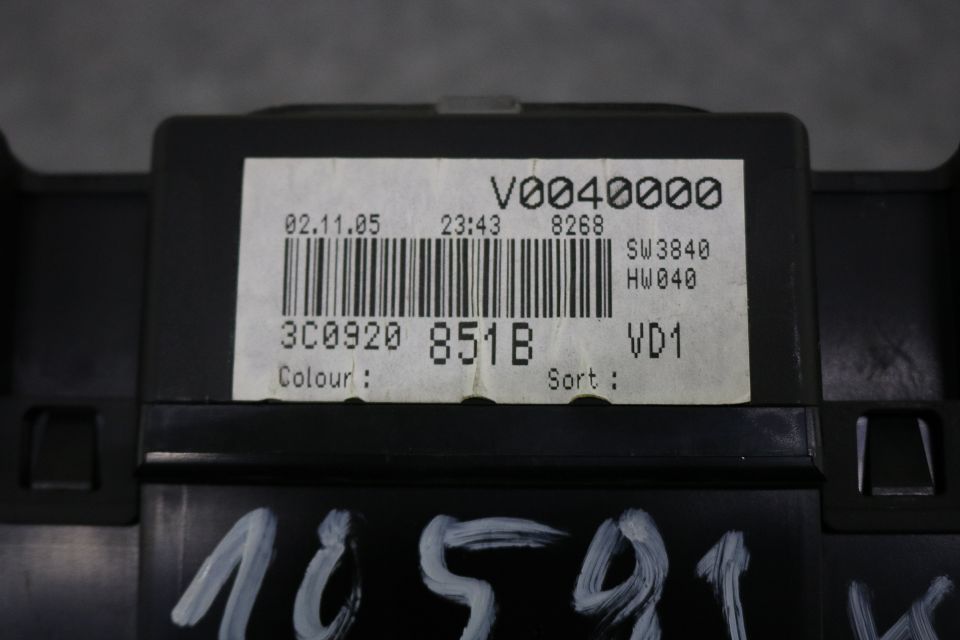 V0040000
02.11.05 23:43 8268
SW3840
HW040
3C0920 851B VD1
Colour : Sort :
10591 K